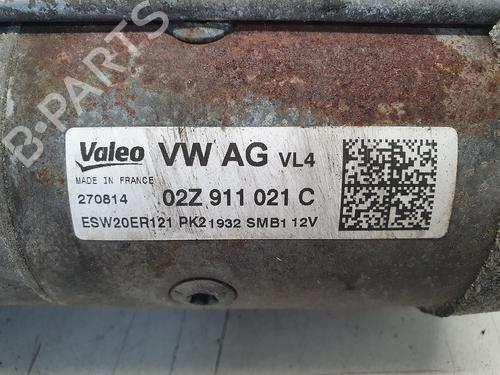 B-PARTS
Valeo VW AG VL4
MADE IN FRANCE
270814 02Z 911 021 C
ESW20ER121 PK21932 SMB1 12V